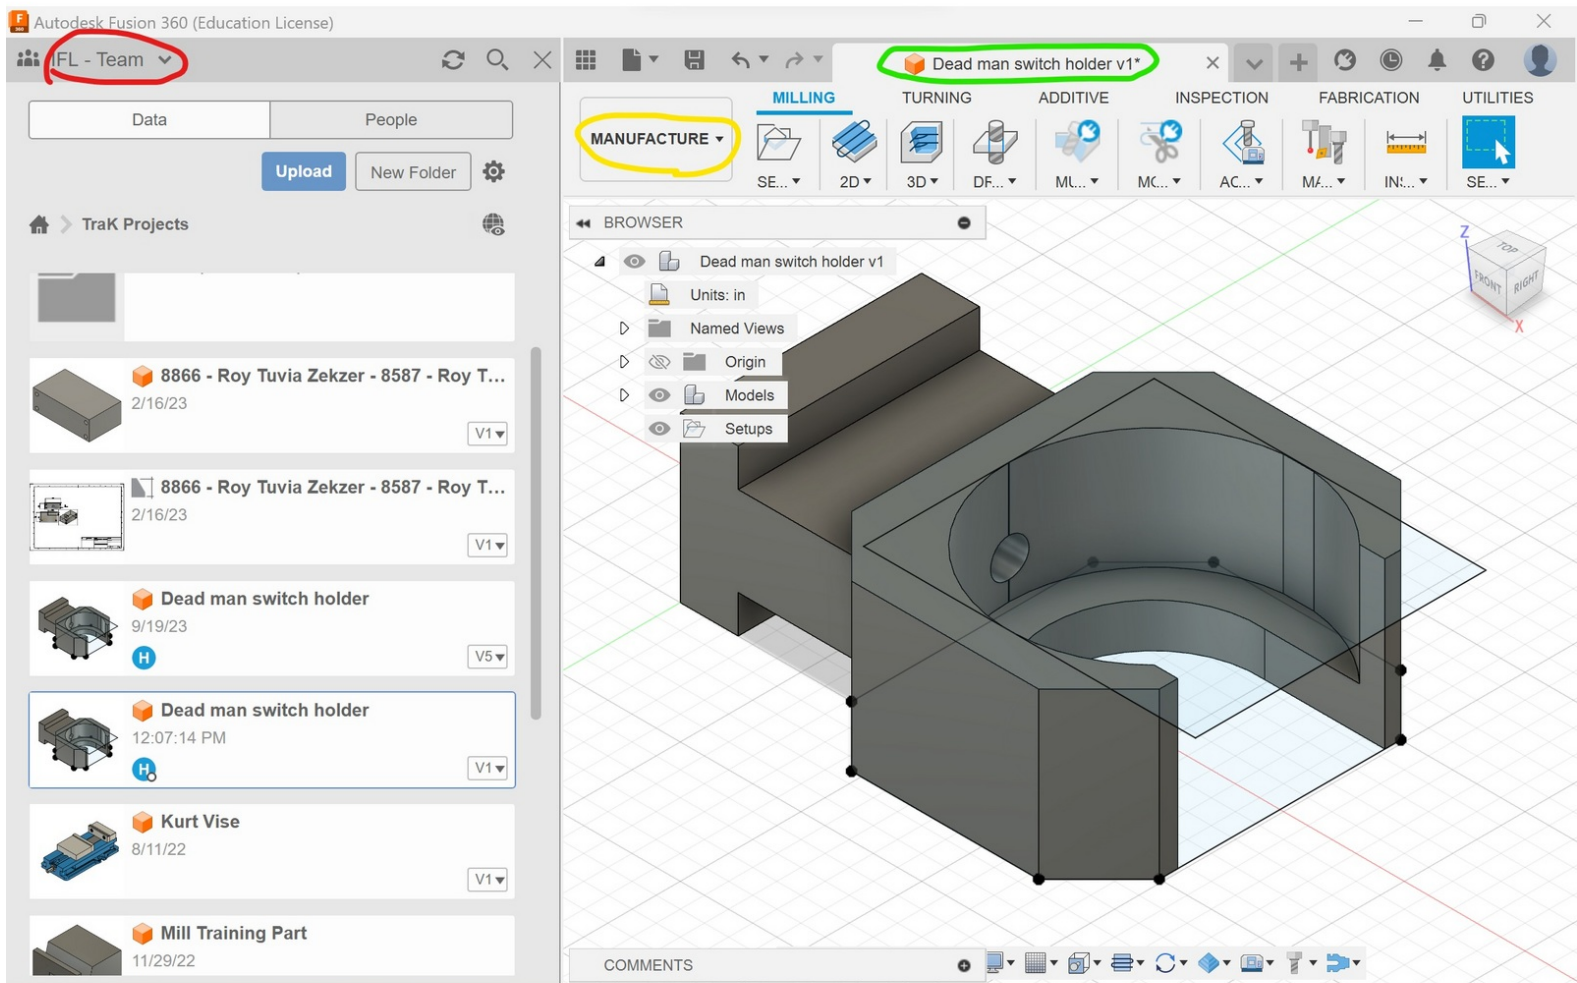 Autodesk Fusion 360 (Education License)
IFL - Team
Dead man switch holder v1*
Data
People
Upload
New Folder
TraK Projects
8866 - Roy Tuvia Zekzer - 8587 - Roy T...
2/16/23
V1
8866 - Roy Tuvia Zekzer - 8587 - Roy T...
2/16/23
V1
Dead man switch holder
9/19/23
H
V5
Dead man switch holder
12:07:14 PM
H
V1
Kurt Vise
8/11/22
V1
Mill Training Part
11/29/22
MILLING
TURNING
ADDITIVE
INSPECTION
FABRICATION
UTILITIES
MANUFACTURE
SE...
2D
3D
DR...
MU...
MO...
AC...
MA...
INS...
SE...
BROWSER
Dead man switch holder v1
Units: in
Named Views
Origin
Models
Setups
Z
TOP
FRONT
RIGHT
X
COMMENTS